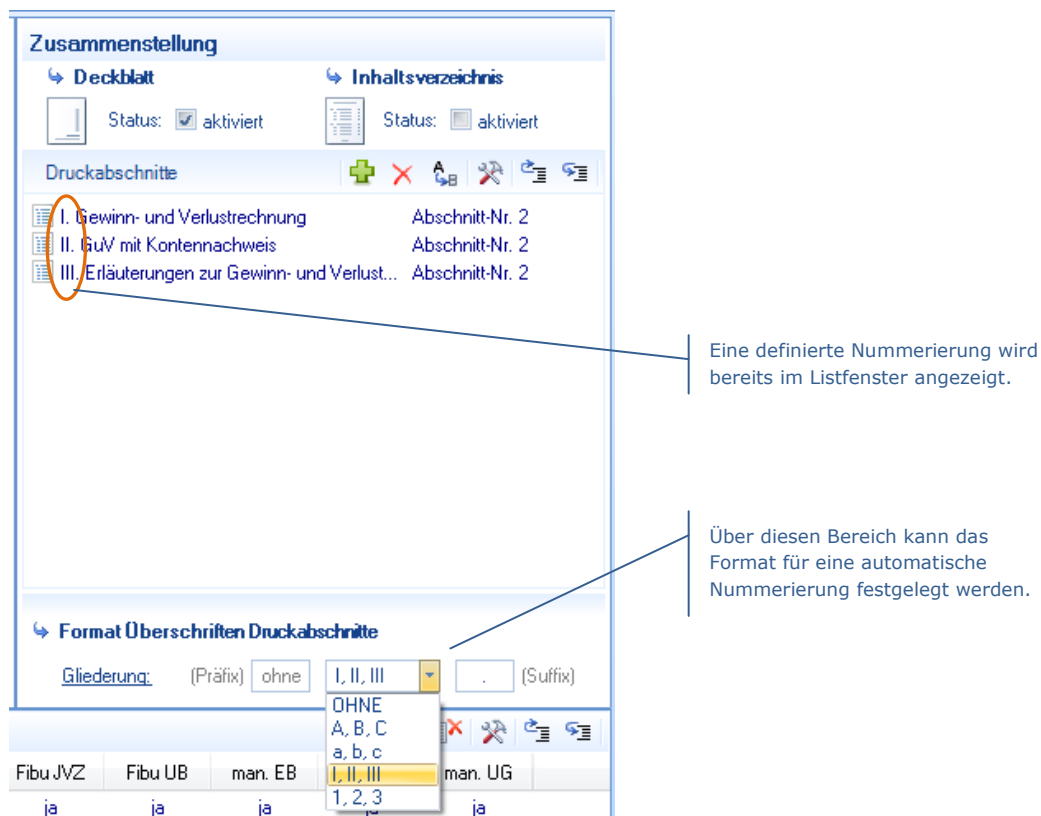 Zusammenstellung
Deckblatt Inhaltsverzeichnis
Status: aktiviert Status: aktiviert
Druckabschnitte
I. Gewinn- und Verlustrechnung Abschnitt-Nr. 2
II. GuV mit Kontennachweis Abschnitt-Nr. 2
III. Erläuterungen zur Gewinn- und Verlust... Abschnitt-Nr. 2
Eine definierte Nummerierung wird
bereits im Listfenster angezeigt.
Über diesen Bereich kann das
Format für eine automatische
Nummerierung festgelegt werden.
Format Überschriften Druckabschnitte
Gliederung: (Präfix) ohne I, II, III . (Suffix)
OHNE
A, B, C
a, b, c
I, II, III
1, 2, 3
Fibu JVZ Fibu UB man. EB man. UG
ja ja ja ja